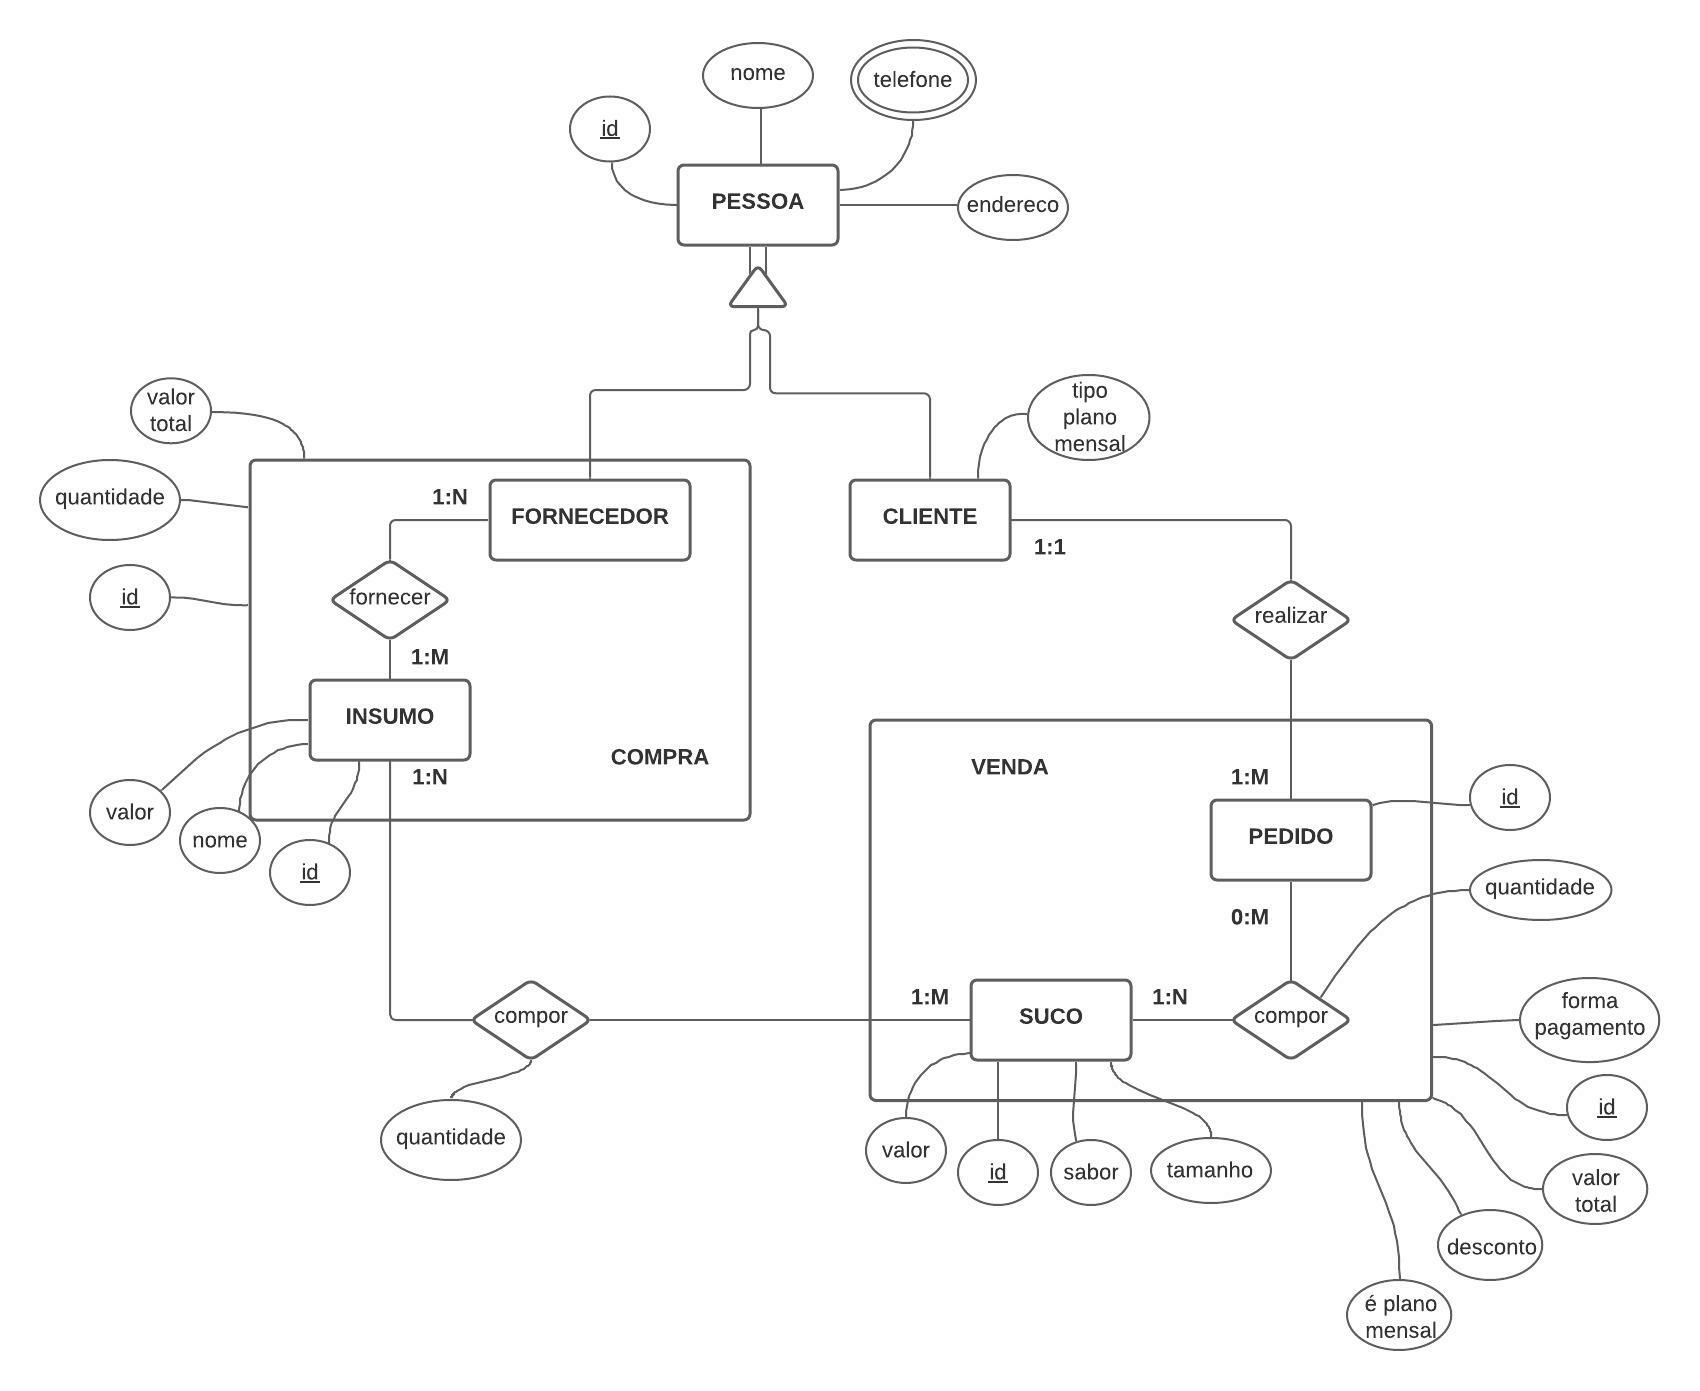 nome
telefone
id
PESSOA
endereco
valor
total
tipo
plano
mensal
quantidade
1:N
FORNECEDOR
CLIENTE
1:1
id
fornecer
realizar
1:M
INSUMO
COMPRA
VENDA
1:N
1:M
id
valor
nome
PEDIDO
id
quantidade
0:M
1:M
1:N
compor
SUCO
compor
forma
pagamento
id
quantidade
valor
id
sabor
tamanho
valor
total
desconto
é plano
mensal